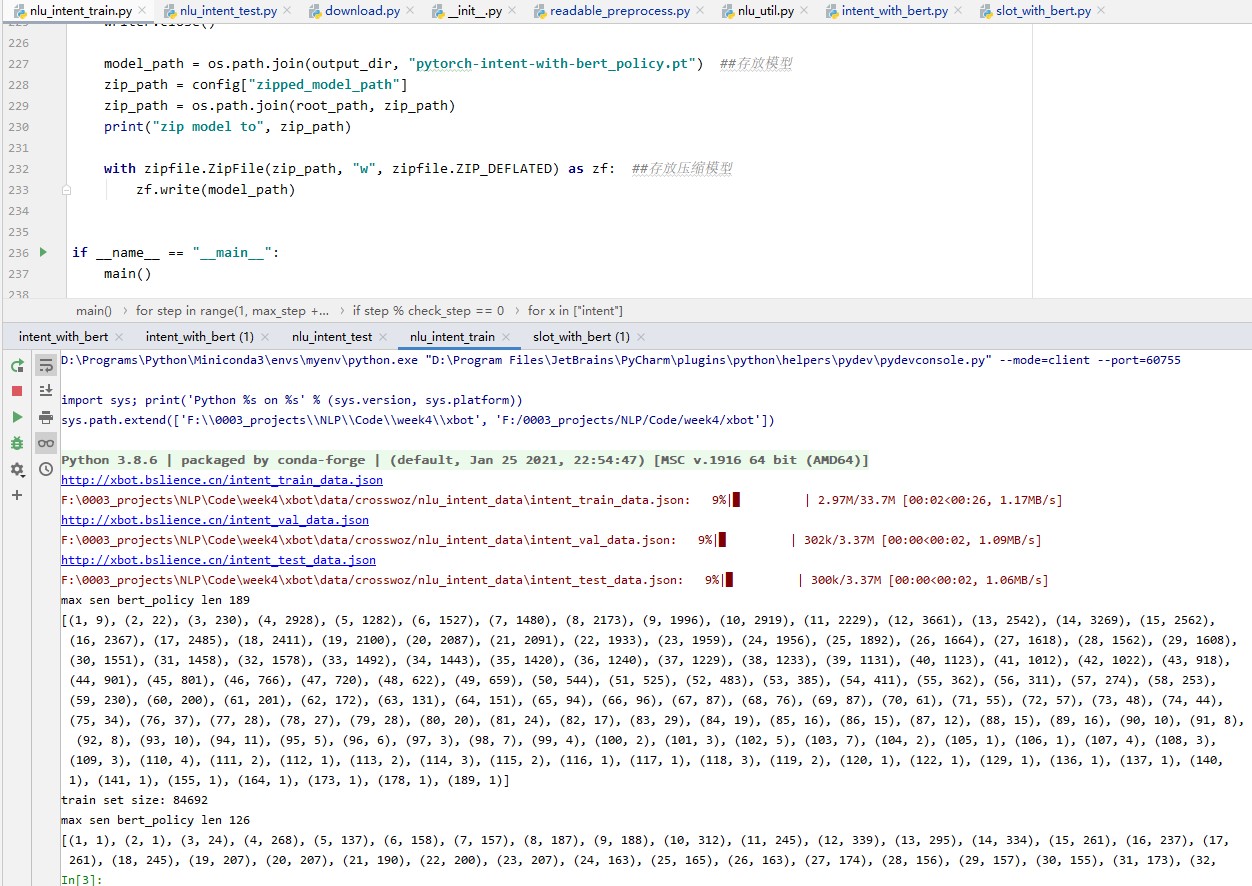 nlu_intent_train.py nlu_intent_test.py download.py __init__.py readable_preprocess.py nlu_util.py intent_with_bert.py slot_with_bert.py
226
227 model_path = os.path.join(output_dir, "pytorch-intent-with-bert_policy.pt") ##存放模型
228 zip_path = config["zipped_model_path"]
229 zip_path = os.path.join(root_path, zip_path)
230 print("zip model to", zip_path)
231
232 with zipfile.ZipFile(zip_path, "w", zipfile.ZIP_DEFLATED) as zf: ##存放压缩模型
233 zf.write(model_path)
234
235
236 if __name__ == "__main__":
237 main()
238
main() › for step in range(1, max_step +... › if step % check_step == 0 › for x in ["intent"]
intent_with_bert intent_with_bert (1) nlu_intent_test nlu_intent_train slot_with_bert (1)
D:\Programs\Python\Miniconda3\envs\myenv\python.exe "D:\Program Files\JetBrains\PyCharm\plugins\python\helpers\pydev\pydevconsole.py" --mode=client --port=60755
import sys; print('Python %s on %s' % (sys.version, sys.platform))
sys.path.extend(['F:\\0003_projects\\NLP\\Code\\week4\\xbot', 'F:/0003_projects/NLP/Code/week4/xbot'])
Python 3.8.6 | packaged by conda-forge | (default, Jan 25 2021, 22:54:47) [MSC v.1916 64 bit (AMD64)]
http://xbot.bslience.cn/intent_train_data.json
F:\0003_projects\NLP\Code\week4\xbot\data/crosswoz/nlu_intent_data\intent_train_data.json: 9%|█ | 2.97M/33.7M [00:02<00:26, 1.17MB/s]
http://xbot.bslience.cn/intent_val_data.json
F:\0003_projects\NLP\Code\week4\xbot\data/crosswoz/nlu_intent_data\intent_val_data.json: 9%|█ | 302k/3.37M [00:00<00:02, 1.09MB/s]
http://xbot.bslience.cn/intent_test_data.json
F:\0003_projects\NLP\Code\week4\xbot\data/crosswoz/nlu_intent_data\intent_test_data.json: 9%|█ | 300k/3.37M [00:00<00:02, 1.06MB/s]
max sen bert_policy len 189
[(1, 9), (2, 22), (3, 230), (4, 2928), (5, 1282), (6, 1527), (7, 1480), (8, 2173), (9, 1996), (10, 2919), (11, 2229), (12, 3661), (13, 2542), (14, 3269), (15, 2562),
(16, 2367), (17, 2485), (18, 2411), (19, 2100), (20, 2087), (21, 2091), (22, 1933), (23, 1959), (24, 1956), (25, 1892), (26, 1664), (27, 1618), (28, 1562), (29, 1608),
(30, 1551), (31, 1458), (32, 1578), (33, 1492), (34, 1443), (35, 1420), (36, 1240), (37, 1229), (38, 1233), (39, 1131), (40, 1123), (41, 1012), (42, 1022), (43, 918),
(44, 901), (45, 801), (46, 766), (47, 720), (48, 622), (49, 659), (50, 544), (51, 525), (52, 483), (53, 385), (54, 411), (55, 362), (56, 311), (57, 274), (58, 253),
(59, 230), (60, 200), (61, 201), (62, 172), (63, 131), (64, 151), (65, 94), (66, 96), (67, 87), (68, 76), (69, 87), (70, 61), (71, 55), (72, 57), (73, 48), (74, 44),
(75, 34), (76, 37), (77, 28), (78, 27), (79, 28), (80, 20), (81, 24), (82, 17), (83, 29), (84, 19), (85, 16), (86, 15), (87, 12), (88, 15), (89, 16), (90, 10), (91, 8),
(92, 8), (93, 10), (94, 11), (95, 5), (96, 6), (97, 3), (98, 7), (99, 4), (100, 2), (101, 3), (102, 5), (103, 7), (104, 2), (105, 1), (106, 1), (107, 4), (108, 3),
(109, 3), (110, 4), (111, 2), (112, 1), (113, 2), (114, 3), (115, 2), (116, 1), (117, 1), (118, 3), (119, 2), (120, 1), (122, 1), (129, 1), (136, 1), (137, 1), (140,
1), (141, 1), (155, 1), (164, 1), (173, 1), (178, 1), (189, 1)]
train set size: 84692
max sen bert_policy len 126
[(1, 1), (2, 1), (3, 24), (4, 268), (5, 137), (6, 158), (7, 157), (8, 187), (9, 188), (10, 312), (11, 245), (12, 339), (13, 295), (14, 334), (15, 261), (16, 237), (17,
261), (18, 245), (19, 207), (20, 207), (21, 190), (22, 200), (23, 207), (24, 163), (25, 165), (26, 163), (27, 174), (28, 156), (29, 157), (30, 155), (31, 173), (32,
In[3]: